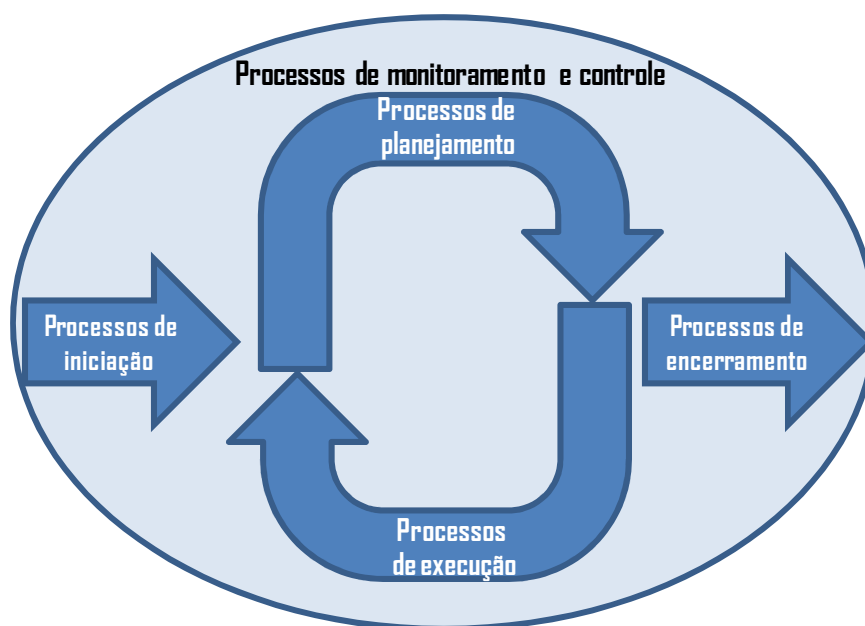 Processos de monitoramento e controle
Processos de
planejamento
Processos de
iniciação
Processos de
encerramento
Processos
de execução